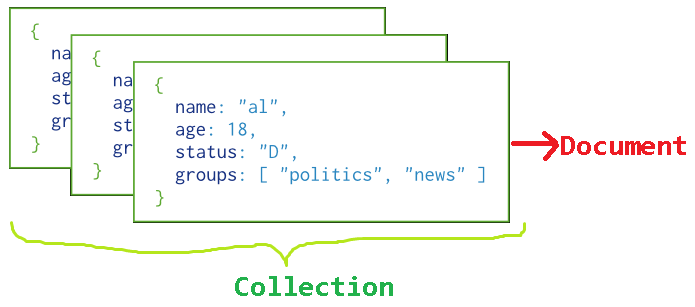 {
na
ag
st
gr
}
{
na
ag
st
gr
}
{
name: "al",
age: 18,
status: "D",
groups: [ "politics", "news" ]
}
Document
Collection